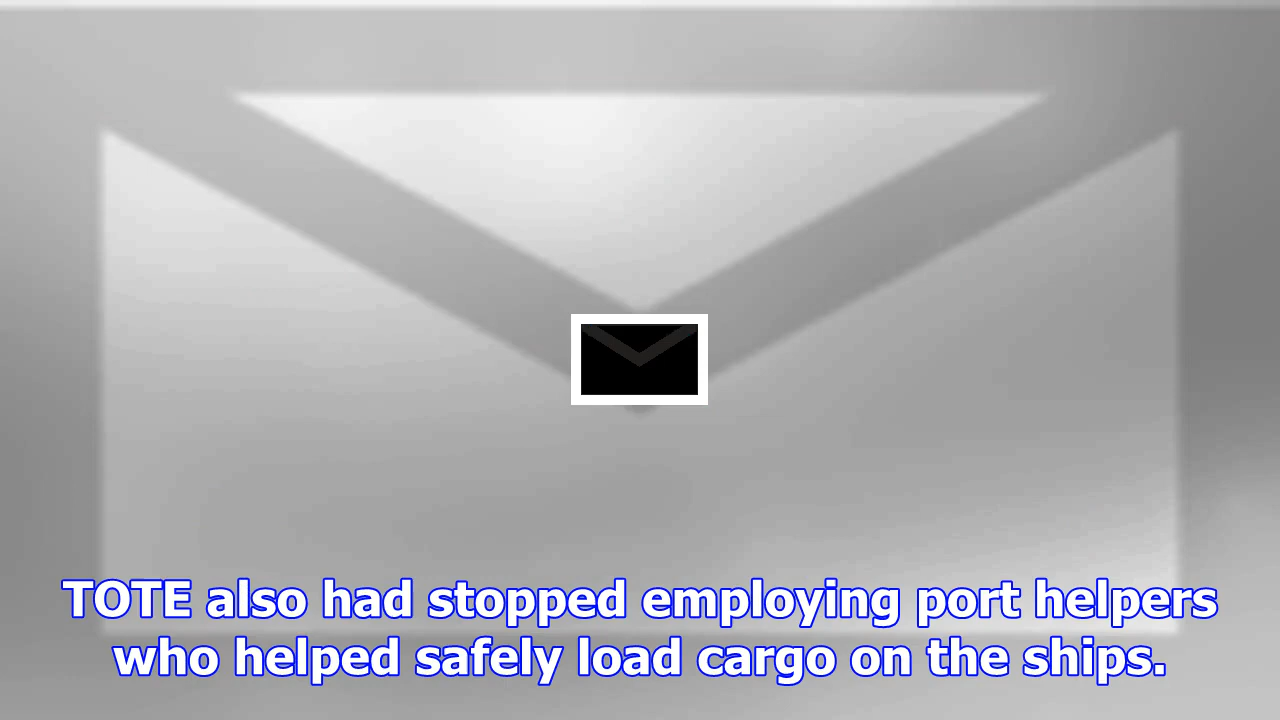 TOTE also had stopped employing port helpers
who helped safely load cargo on the ships.